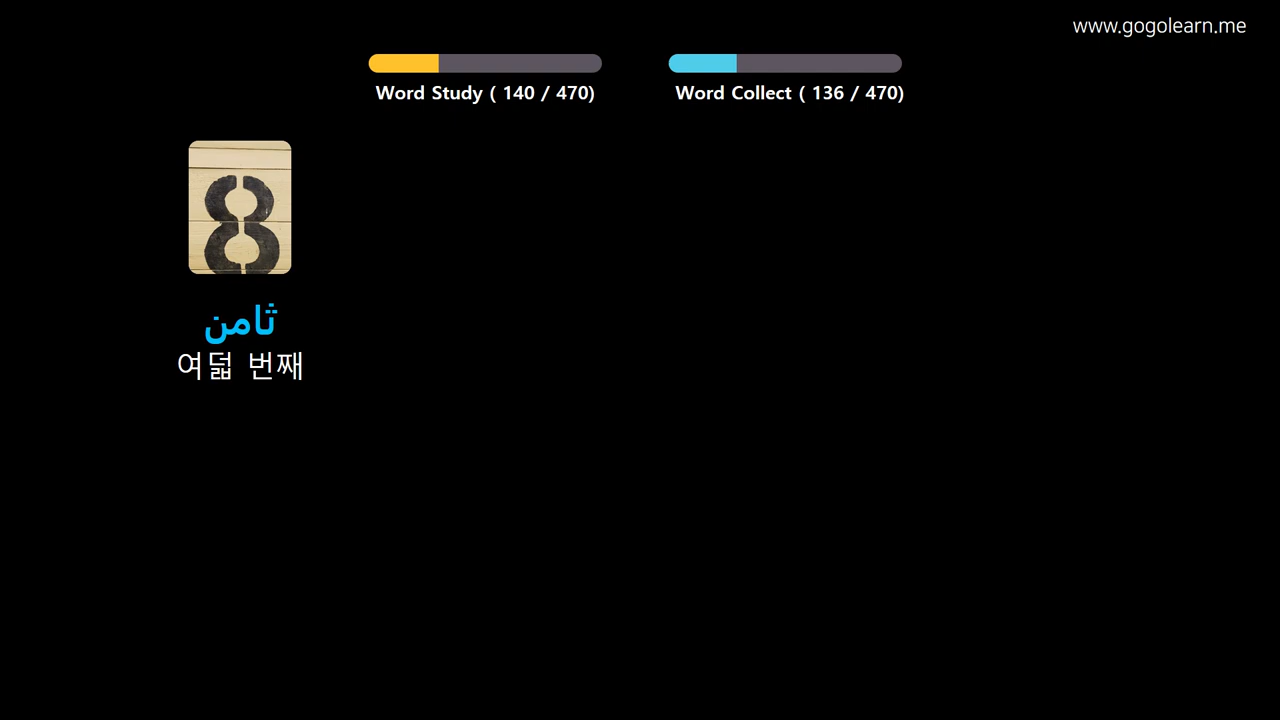 www.gogolearn.me
Word Study ( 140 / 470)
Word Collect ( 136 / 470)
8
ثامن
여덟 번째